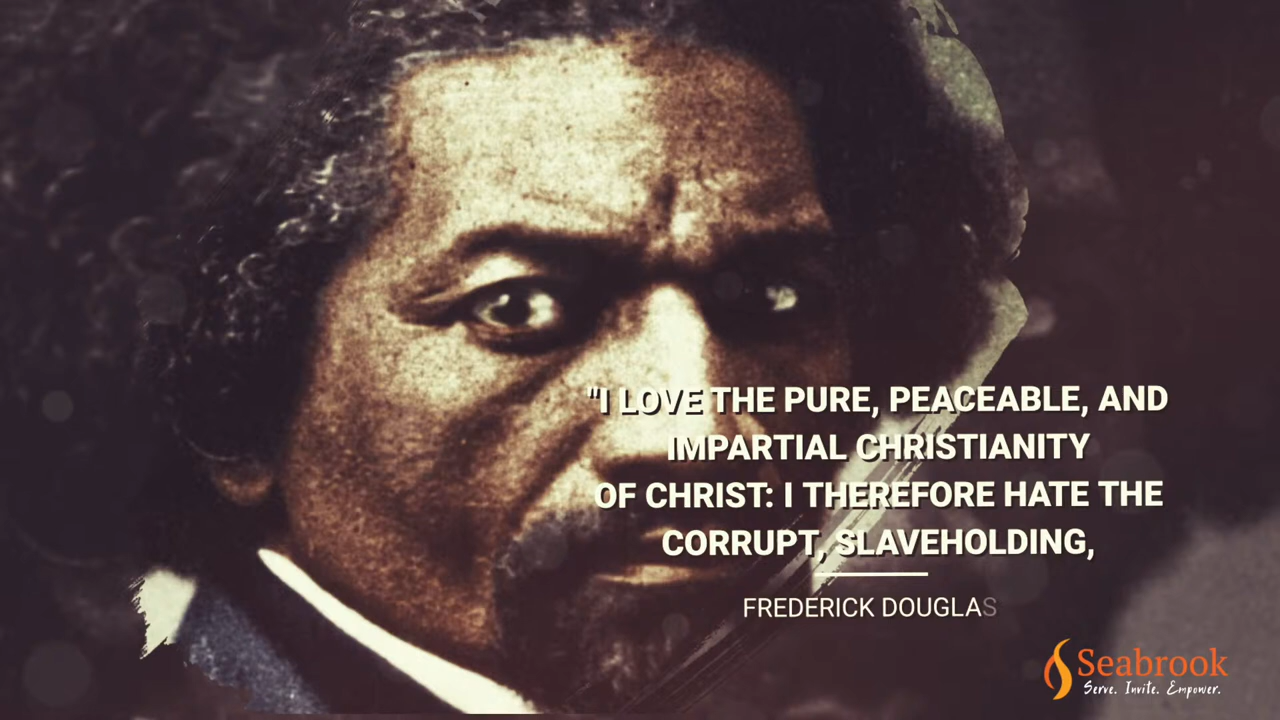 "I LOVE THE PURE, PEACEABLE, AND
IMPARTIAL CHRISTIANITY
OF CHRIST: I THEREFORE HATE THE
CORRUPT, SLAVEHOLDING,
FREDERICK DOUGLAS
Seabrook
Serve. Invite. Empower.